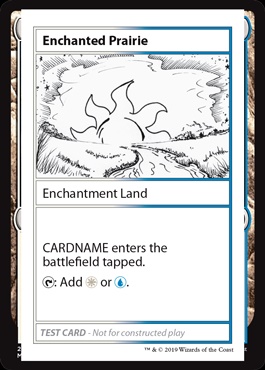 Enchanted Prairie
Enchantment Land
CARDNAME enters the
battlefield tapped.
: Add or .
TEST CARD - Not for constructed play
™ & © 2019 Wizards of the Coast